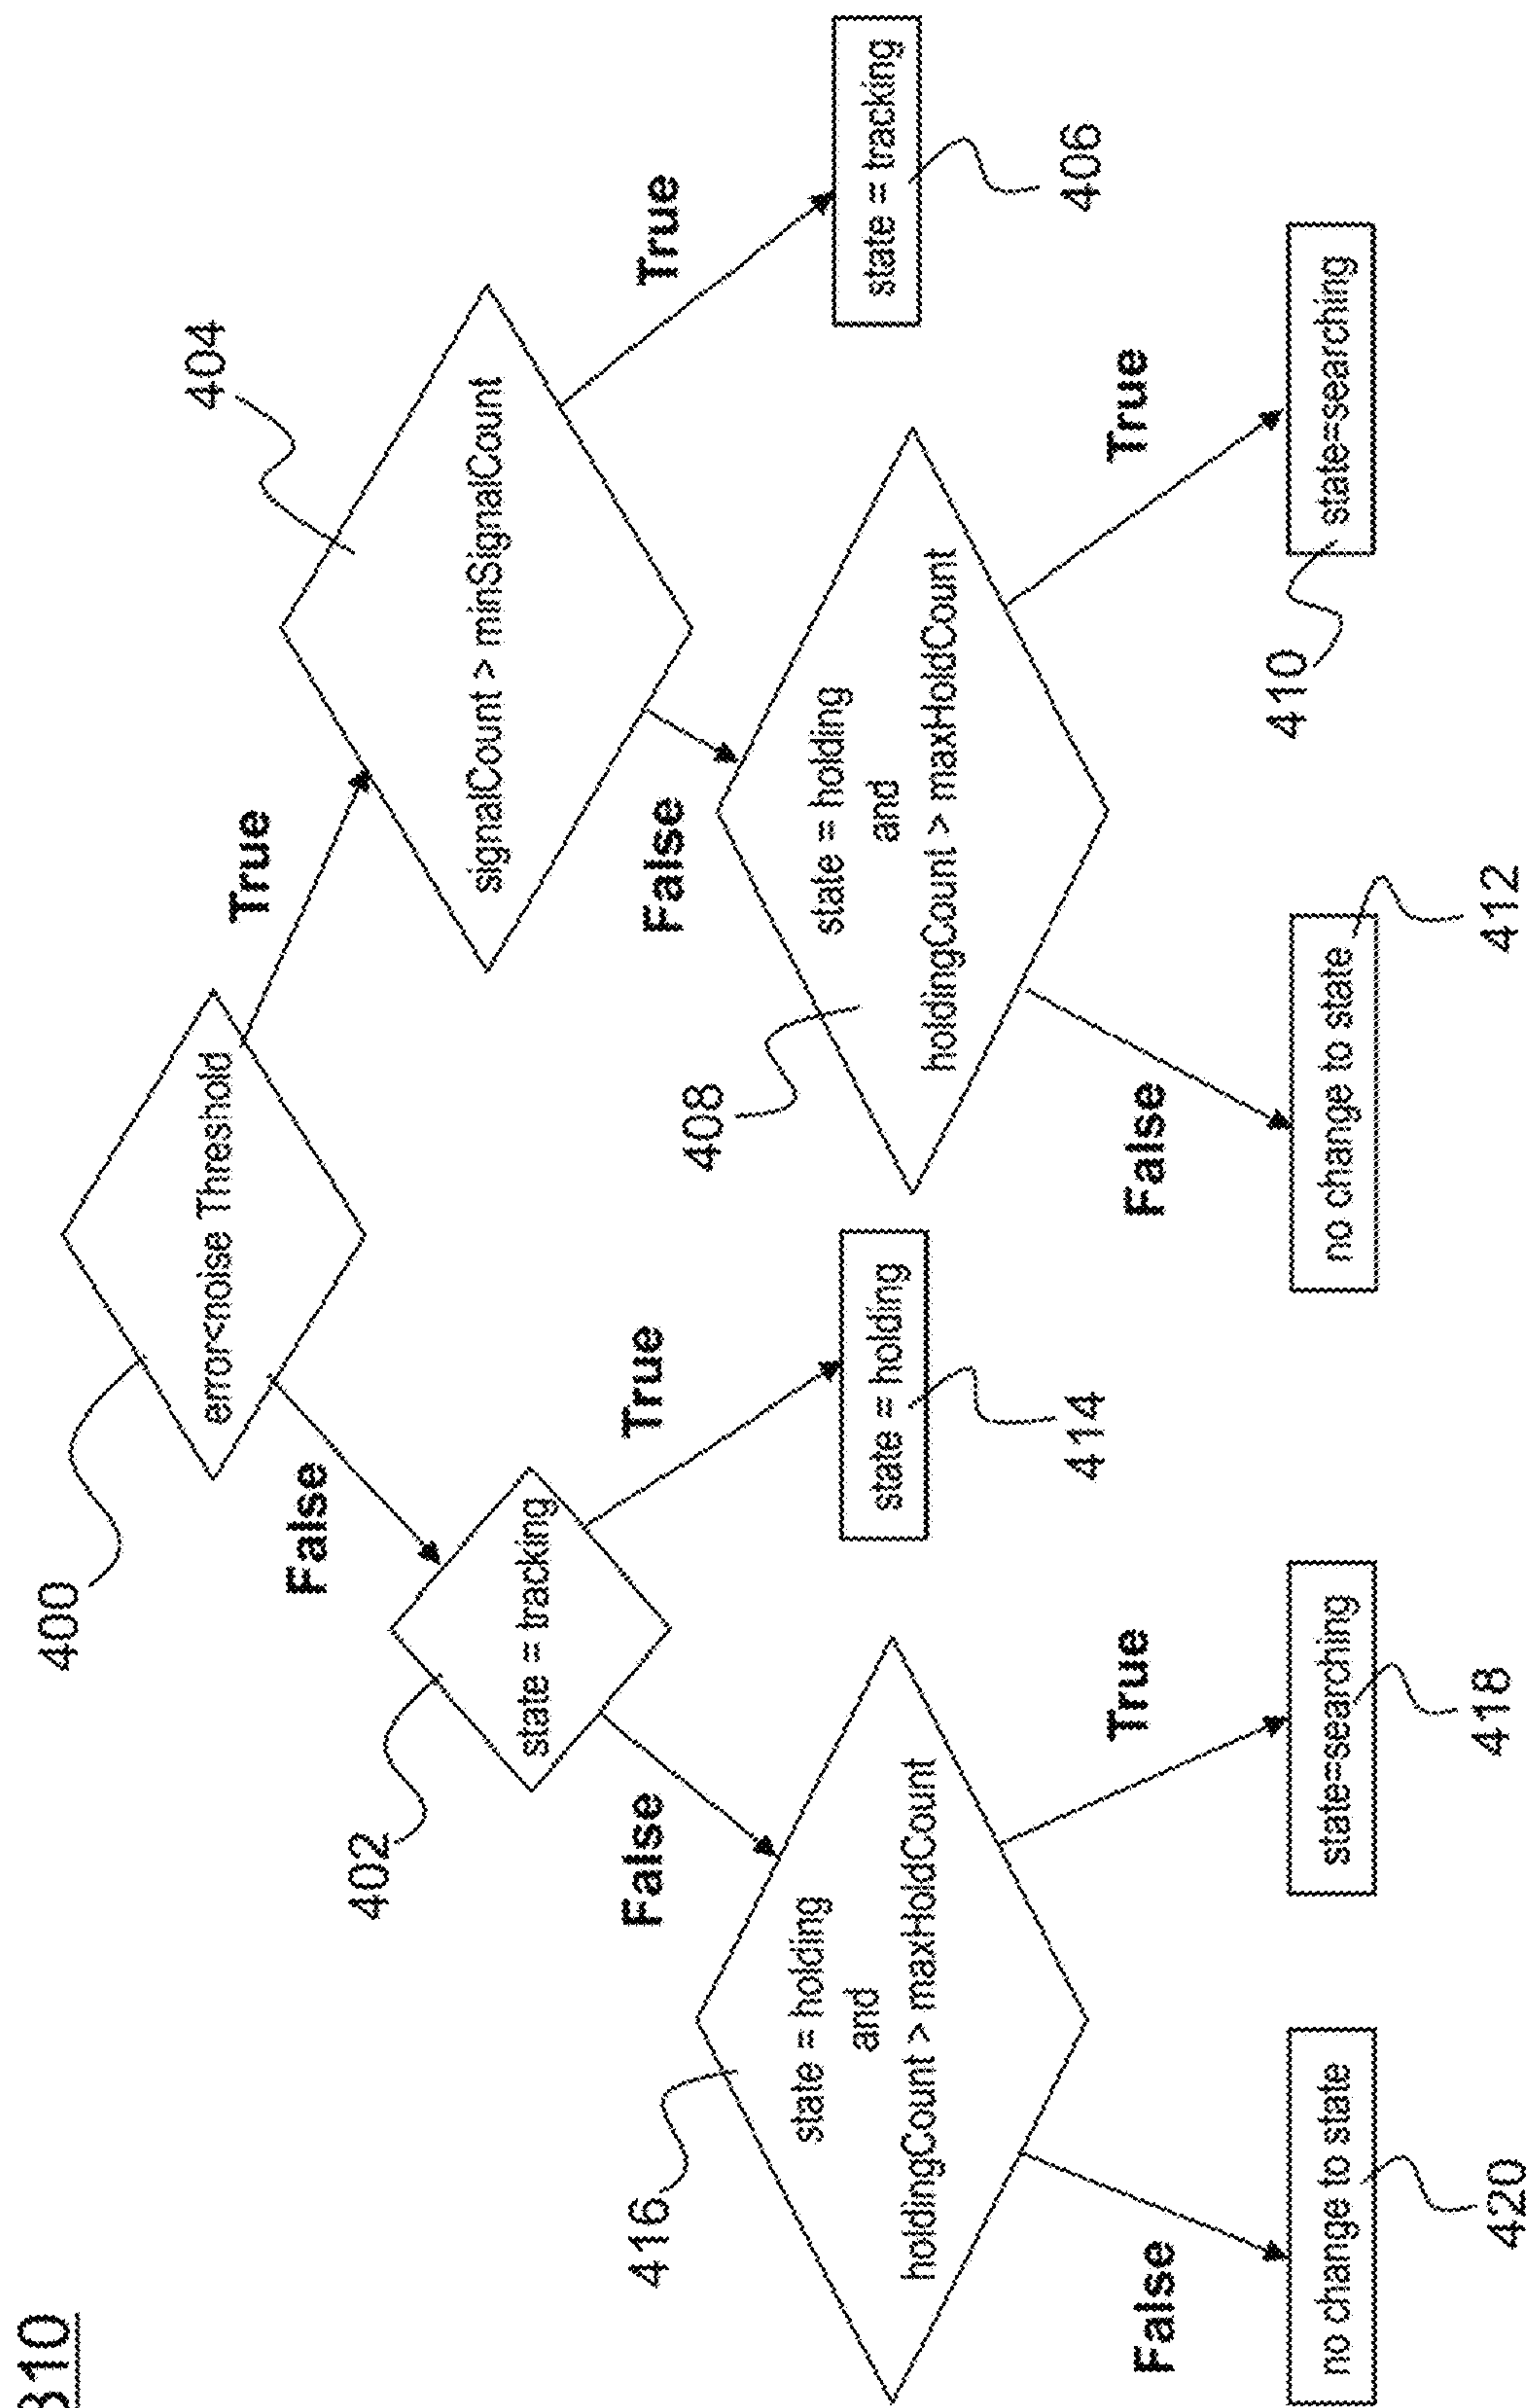 310
400
error<noise Threshold
True
False
404
signalCount > minSignalCount
402
state = tracking
True
False
True
False
406
state = tracking
408
state = holding
and
holdingCount > maxHoldCount
414
state = holding
416
state = holding
and
holdingCount > maxHoldCount
True
False
True
False
410
state=searching
412
no change to state
418
state=searching
420
no change to state